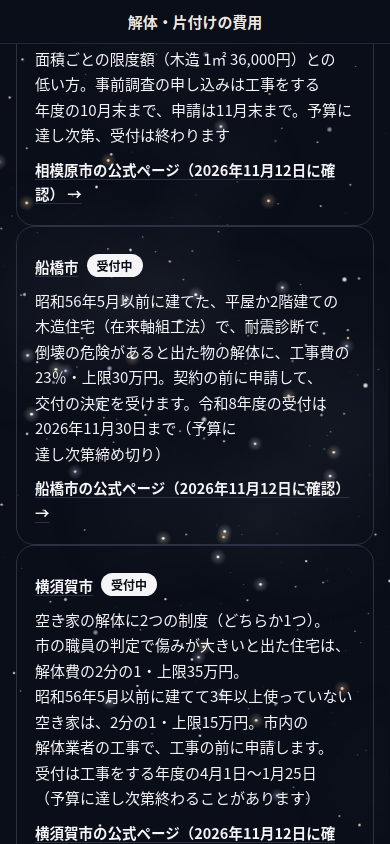 解体・片付けの費用
面積ごとの限度額（木造 1㎡ 36,000円）との
低い方。事前調査の申し込みは工事をする
年度の10月末まで、申請は11月末まで。予算に
達し次第、受付は終わります
相模原市の公式ページ（2026年11月12日に確
認） →
船橋市 受付中
昭和56年5月以前に建てた、平屋か2階建ての
木造住宅（在来軸組工法）で、耐震診断で
倒壊の危険があると出た物の解体に、工事費の
23％・上限30万円。契約の前に申請して、
交付の決定を受けます。令和8年度の受付は
2026年11月30日まで（予算に
達し次第締め切り）
船橋市の公式ページ（2026年11月12日に確認）
→
横須賀市 受付中
空き家の解体に2つの制度（どちらか1つ）。
市の職員の判定で傷みが大きいと出た住宅は、
解体費の2分の1・上限35万円。
昭和56年5月以前に建てて3年以上使っていない
空き家は、2分の1・上限15万円。市内の
解体業者の工事で、工事の前に申請します。
受付は工事をする年度の4月1日〜1月25日
（予算に達し次第終わることがあります）
横須賀市の公式ページ（2026年11月12日に確